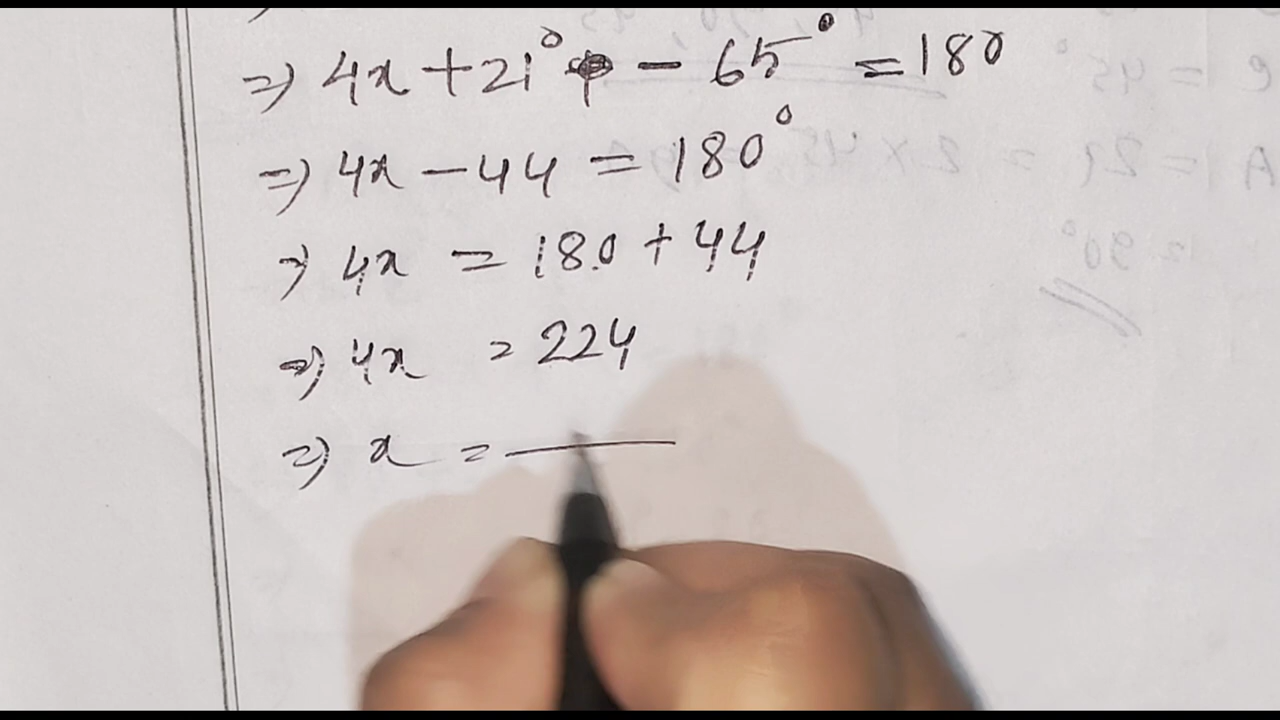 ⇒ 4x + 21° - 65° = 180
⇒ 4x - 44 = 180°
⇒ 4x = 180 + 44
⇒ 4x = 224
⇒ x =